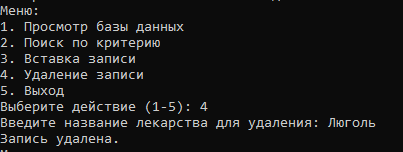 Меню:
1. Просмотр базы данных
2. Поиск по критерию
3. Вставка записи
4. Удаление записи
5. Выход
Выберите действие (1-5): 4
Введите название лекарства для удаления: Люголь
Запись удалена.